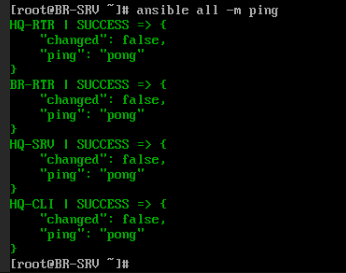 [root@BR-SRV ~]# ansible all -m ping
HQ-RTR | SUCCESS => {
    "changed": false,
    "ping": "pong"
}
BR-RTR | SUCCESS => {
    "changed": false,
    "ping": "pong"
}
HQ-SRV | SUCCESS => {
    "changed": false,
    "ping": "pong"
}
HQ-CLI | SUCCESS => {
    "changed": false,
    "ping": "pong"
}
[root@BR-SRV ~]#